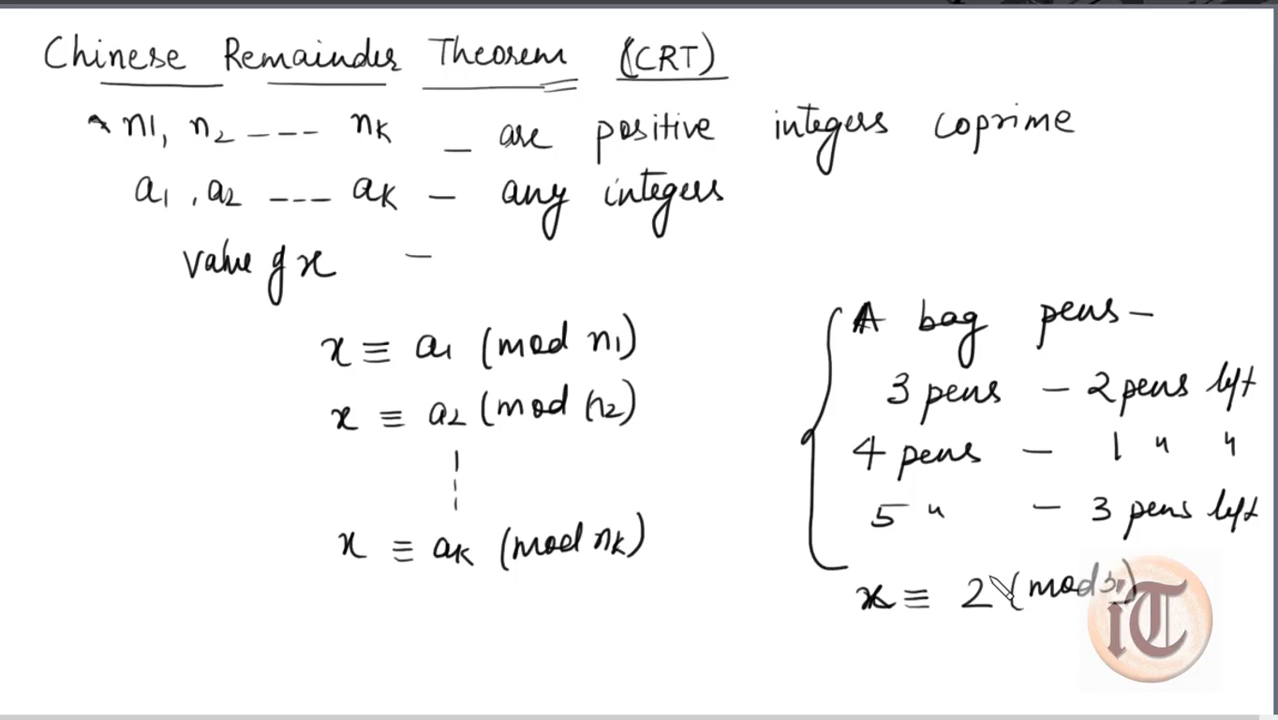 Chinese Remainder Theorem (CRT)
n1, n2 ---- nk _ are positive integers coprime
a1, a2 --- ak - any integers
value of x -
x ≡ a1 (mod n1)
x ≡ a2 (mod n2)
x ≡ ak (mod nk)
A bag pens -
3 pens - 2 pens left
4 pens - 1 " "
5 " - 3 pens left
x ≡ 2 (mod 3)
iT